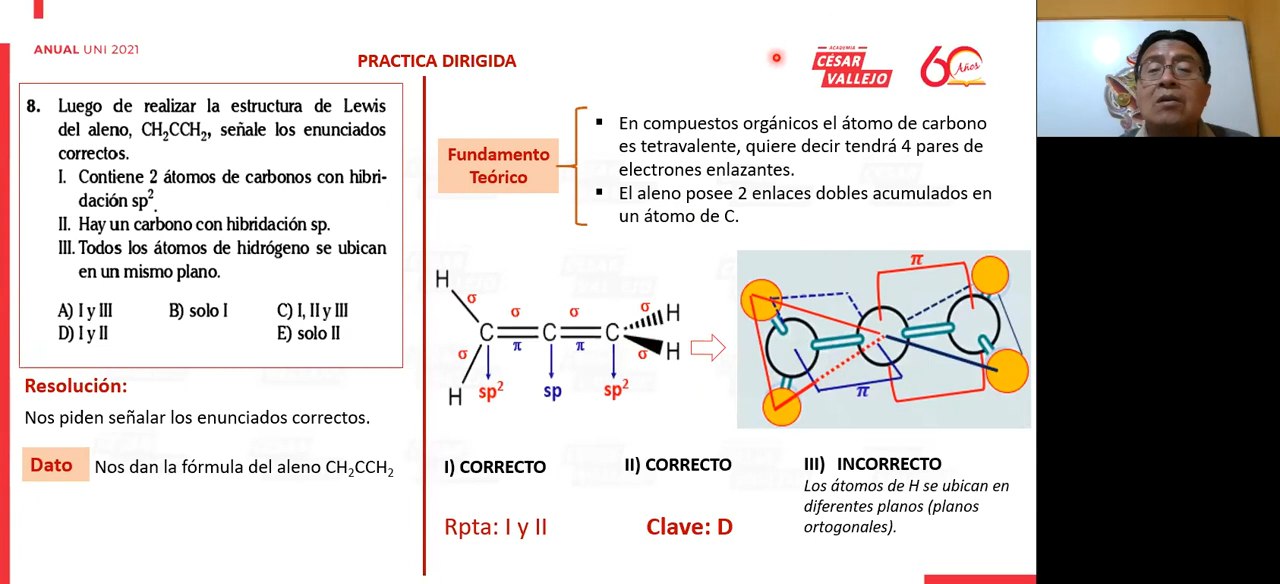 ANUAL UNI 2021
PRACTICA DIRIGIDA
ACADEMIA
CÉSAR
VALLEJO
60
Años
8. Luego de realizar la estructura de Lewis
del aleno, CH₂CCH₂, señale los enunciados
correctos.
I. Contiene 2 átomos de carbonos con hibri-
dación sp².
II. Hay un carbono con hibridación sp.
III. Todos los átomos de hidrógeno se ubican
en un mismo plano.
A) I y III B) solo I C) I, II y III
D) I y II E) solo II
Resolución:
Nos piden señalar los enunciados correctos.
Dato Nos dan la fórmula del aleno CH₂CCH₂
Fundamento
Teórico
▪ En compuestos orgánicos el átomo de carbono
es tetravalente, quiere decir tendrá 4 pares de
electrones enlazantes.
▪ El aleno posee 2 enlaces dobles acumulados en
un átomo de C.
H σ σ σ σ H
C C C
σ π π σ H
H sp² sp sp²
π
π
I) CORRECTO II) CORRECTO III) INCORRECTO
Los átomos de H se ubican en
diferentes planos (planos
ortogonales).
Rpta: I y II Clave: D